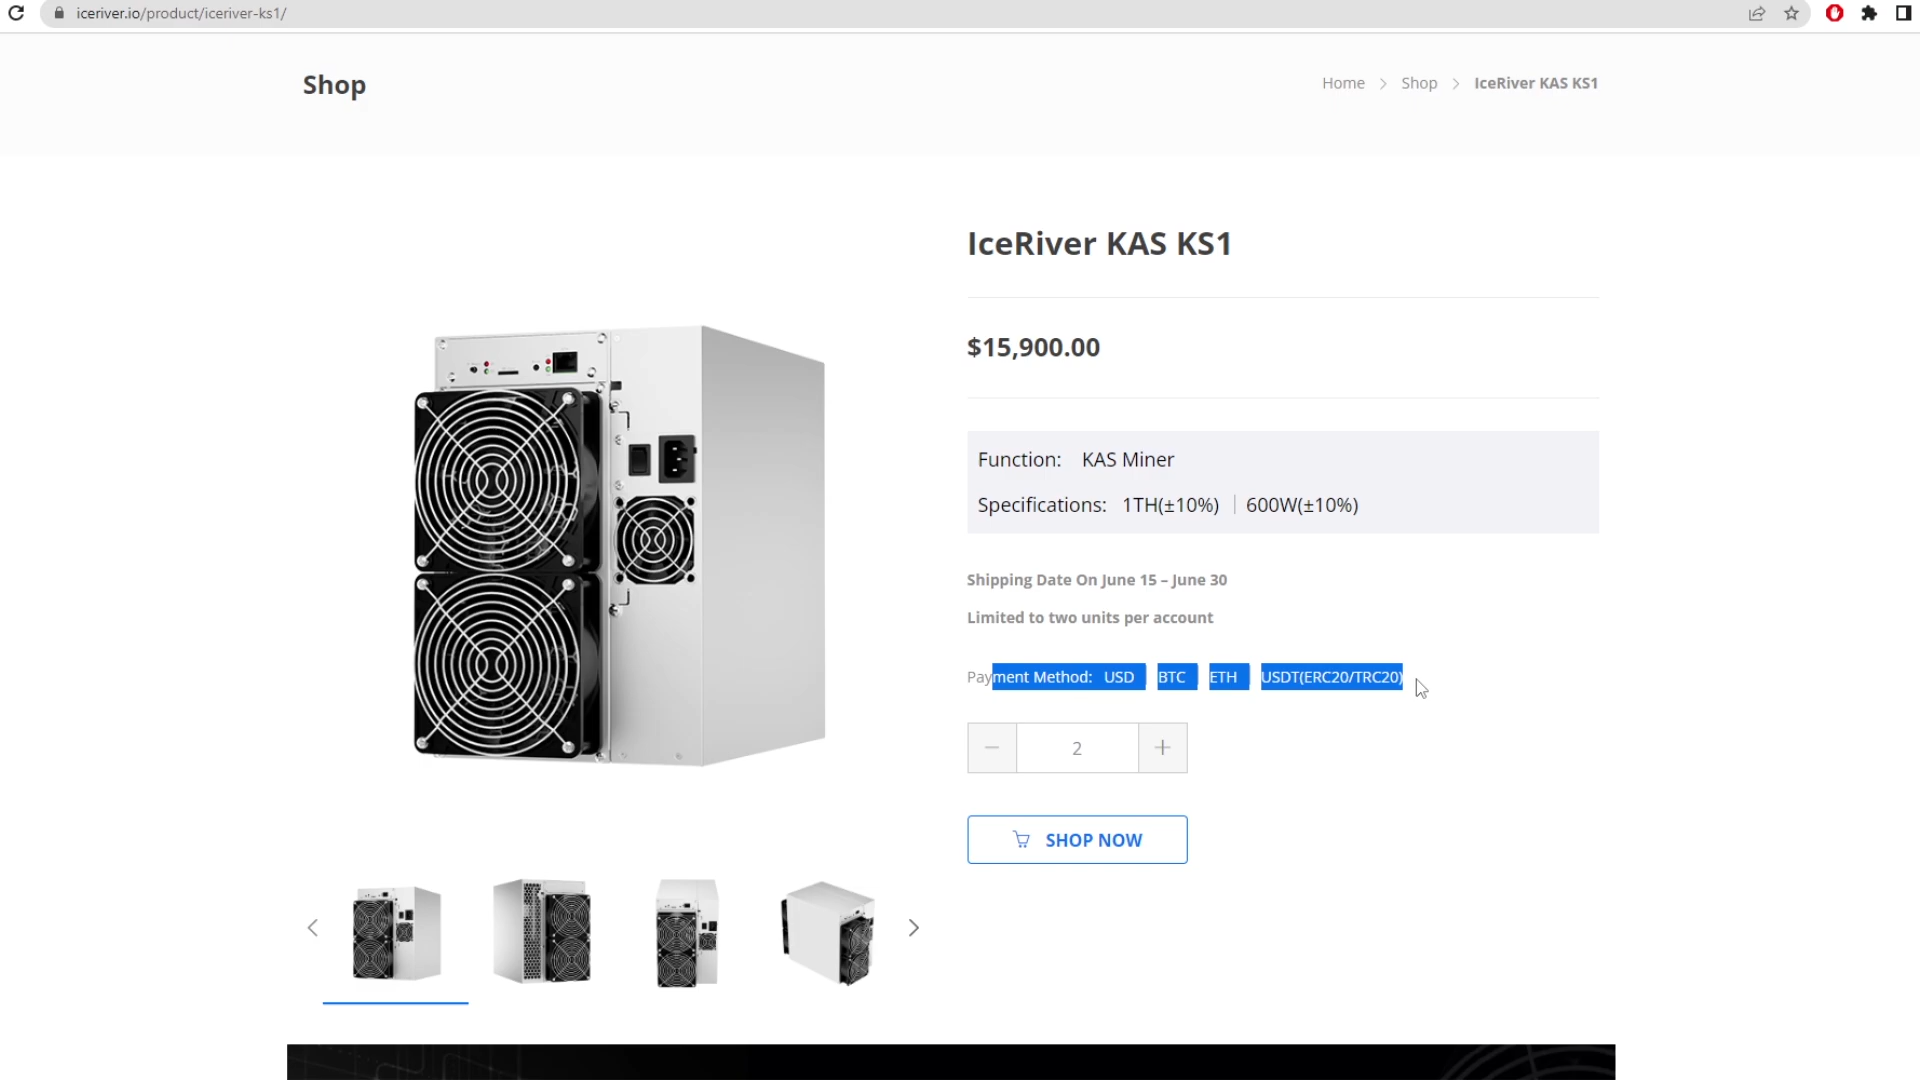 iceriver.io/product/iceriver-ks1/
Shop
Home > Shop > IceRiver KAS KS1
IceRiver KAS KS1
$15,900.00
Function: KAS Miner
Specifications: 1TH(±10%) | 600W(±10%)
Shipping Date On June 15 – June 30
Limited to two units per account
Payment Method: USD BTC ETH USDT(ERC20/TRC20)
− 2 +
SHOP NOW